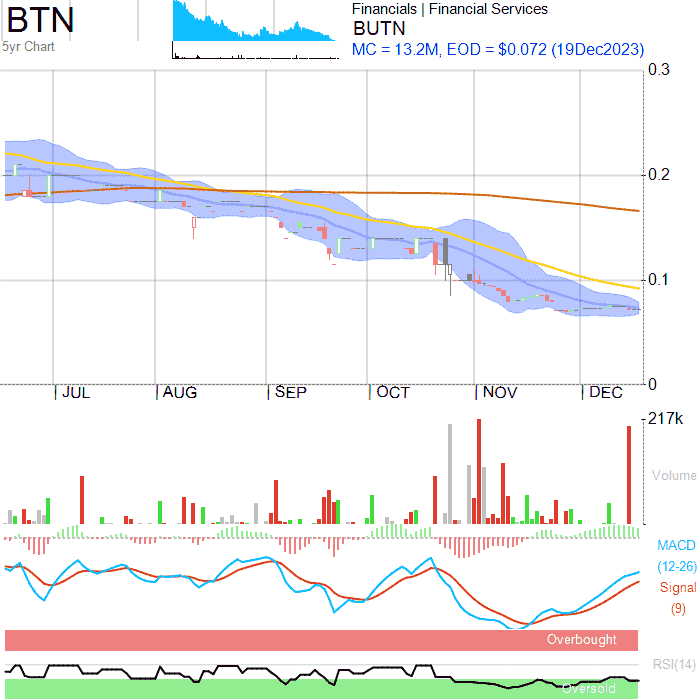 BTN
5yr Chart
Financials | Financial Services
BUTN
MC = 13.2M, EOD = $0.072 (19Dec2023)
0.3
0.2
0.1
0
JUL
AUG
SEP
OCT
NOV
DEC
217k
Volume
MACD
(12-26)
Signal
(9)
Overbought
RSI(14)
Oversold